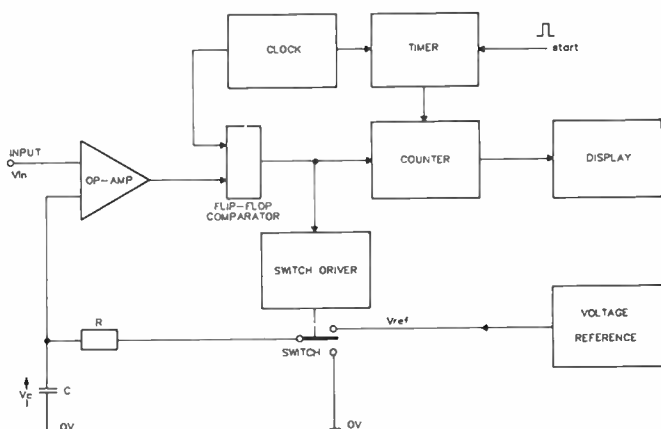 CLOCK
TIMER
start
INPUT
Vin
OP-AMP
FLIP-FLOP
COMPARATOR
COUNTER
DISPLAY
SWITCH DRIVER
R
Vref
SWITCH
VOLTAGE
REFERENCE
Vc
C
0V
0V